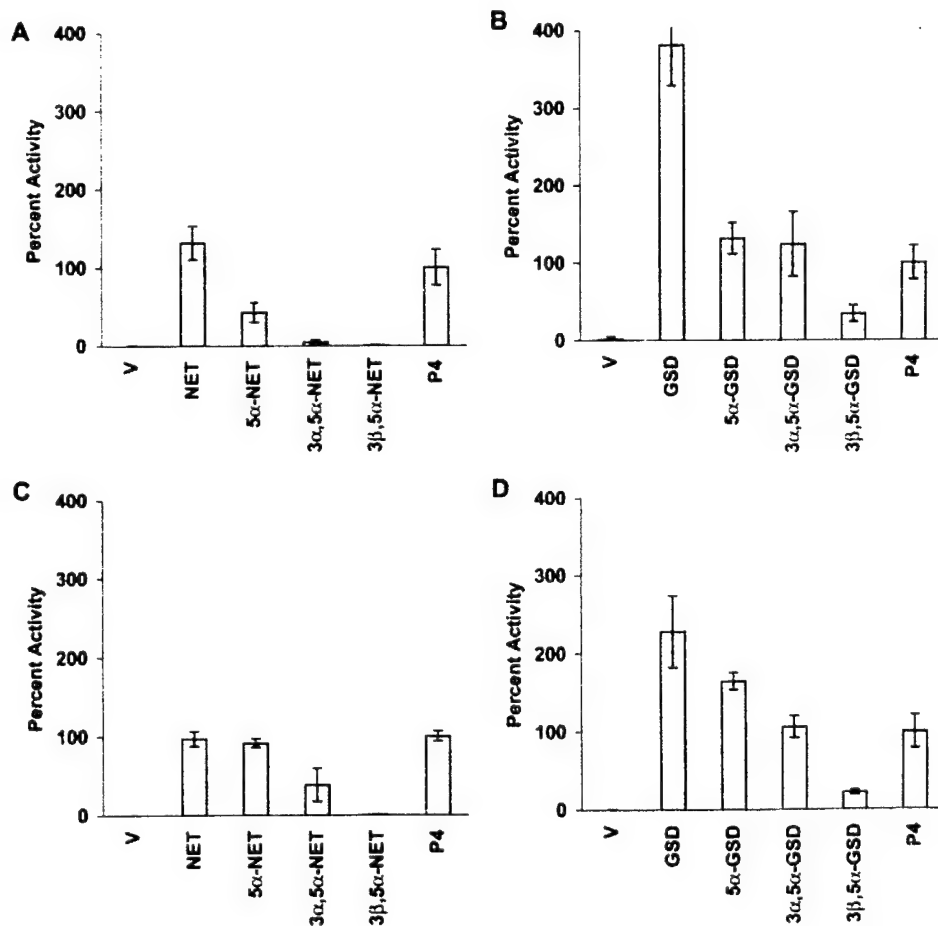 A
400
300
200
100
0
Percent Activity
V
NET
5α-NET
3α,5α-NET
3β,5α-NET
P4
B
400
300
200
100
0
Percent Activity
V
GSD
5α-GSD
3α,5α-GSD
3β,5α-GSD
P4
C
400
300
200
100
0
Percent Activity
V
NET
5α-NET
3α,5α-NET
3β,5α-NET
P4
D
400
300
200
100
0
Percent Activity
V
GSD
5α-GSD
3α,5α-GSD
3β,5α-GSD
P4